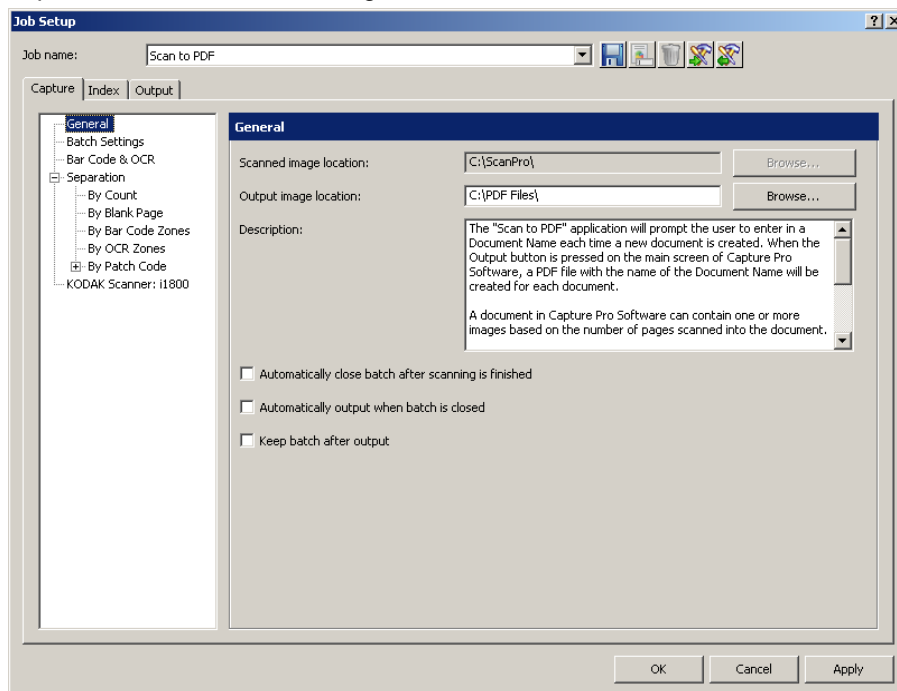 Job Setup
Job name:
Scan to PDF
Capture
Index
Output
General
Batch Settings
Bar Code & OCR
Separation
By Count
By Blank Page
By Bar Code Zones
By OCR Zones
By Patch Code
KODAK Scanner: i1800
General
Scanned image location:
C:\ScanPro\
Browse...
Output image location:
C:\PDF Files\
Browse...
Description:
The "Scan to PDF" application will prompt the user to enter in a
Document Name each time a new document is created. When the
Output button is pressed on the main screen of Capture Pro
Software, a PDF file with the name of the Document Name will be
created for each document.
A document in Capture Pro Software can contain one or more
images based on the number of pages scanned into the document.
Automatically close batch after scanning is finished
Automatically output when batch is closed
Keep batch after output
OK
Cancel
Apply